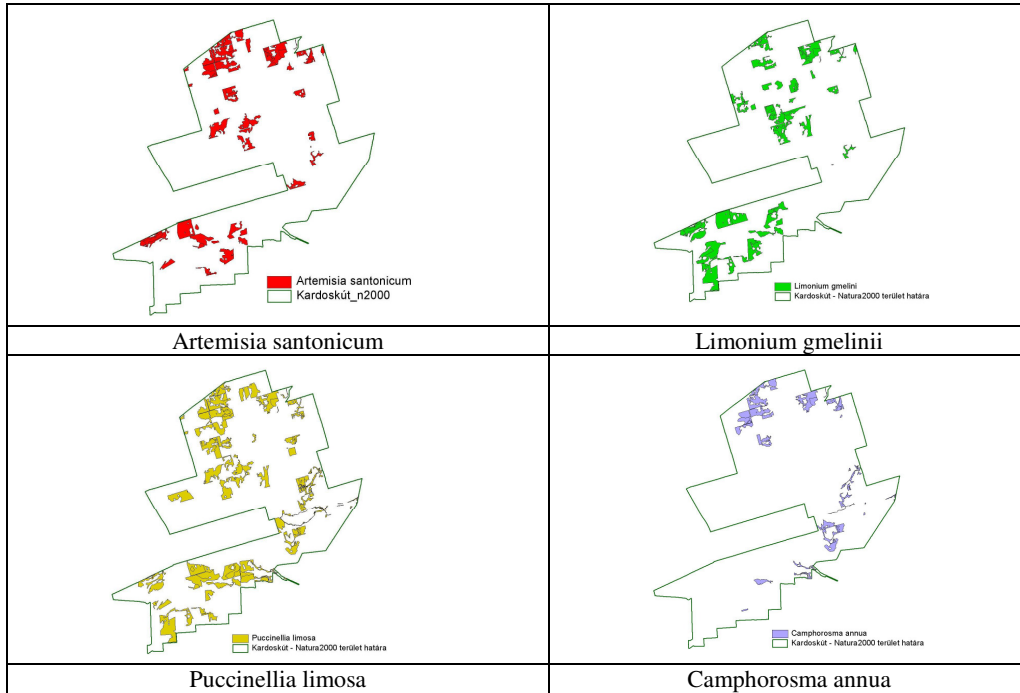 Artemisia santonicum
Kardoskút_n2000
Limonium gmelini
Kardoskút - Natura2000 terület határa
Artemisia santonicum
Limonium gmelinii
Puccinellia limosa
Kardoskút - Natura2000 terület határa
Camphorosma annua
Kardoskút - Natura2000 terület határa
Puccinellia limosa
Camphorosma annua